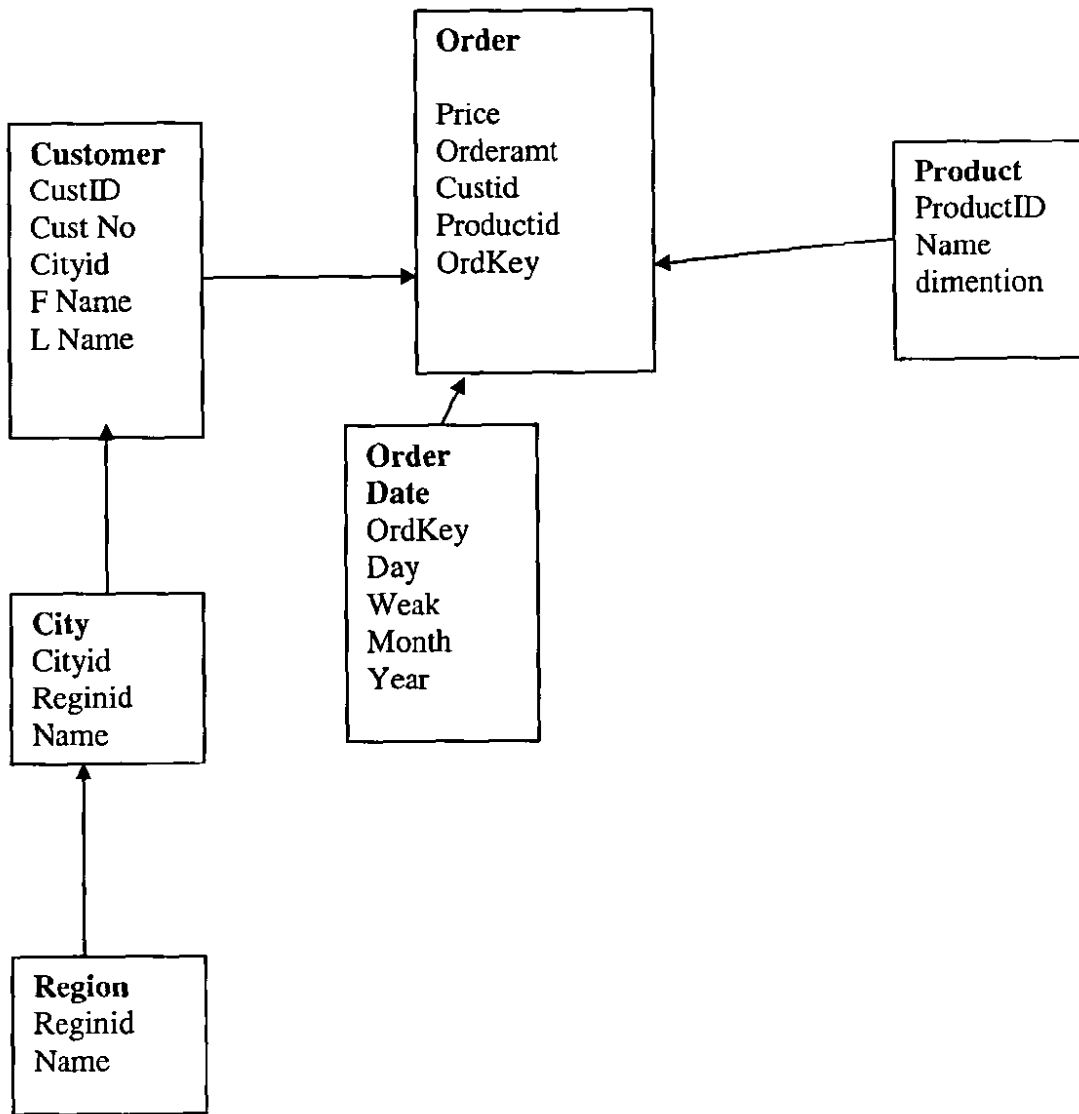 Order
Price
Orderamt
Custid
Productid
OrdKey
Customer
CustID
Cust No
Cityid
F Name
L Name
Product
ProductID
Name
dimention
Order
Date
OrdKey
Day
Weak
Month
Year
City
Cityid
Reginid
Name
Region
Reginid
Name